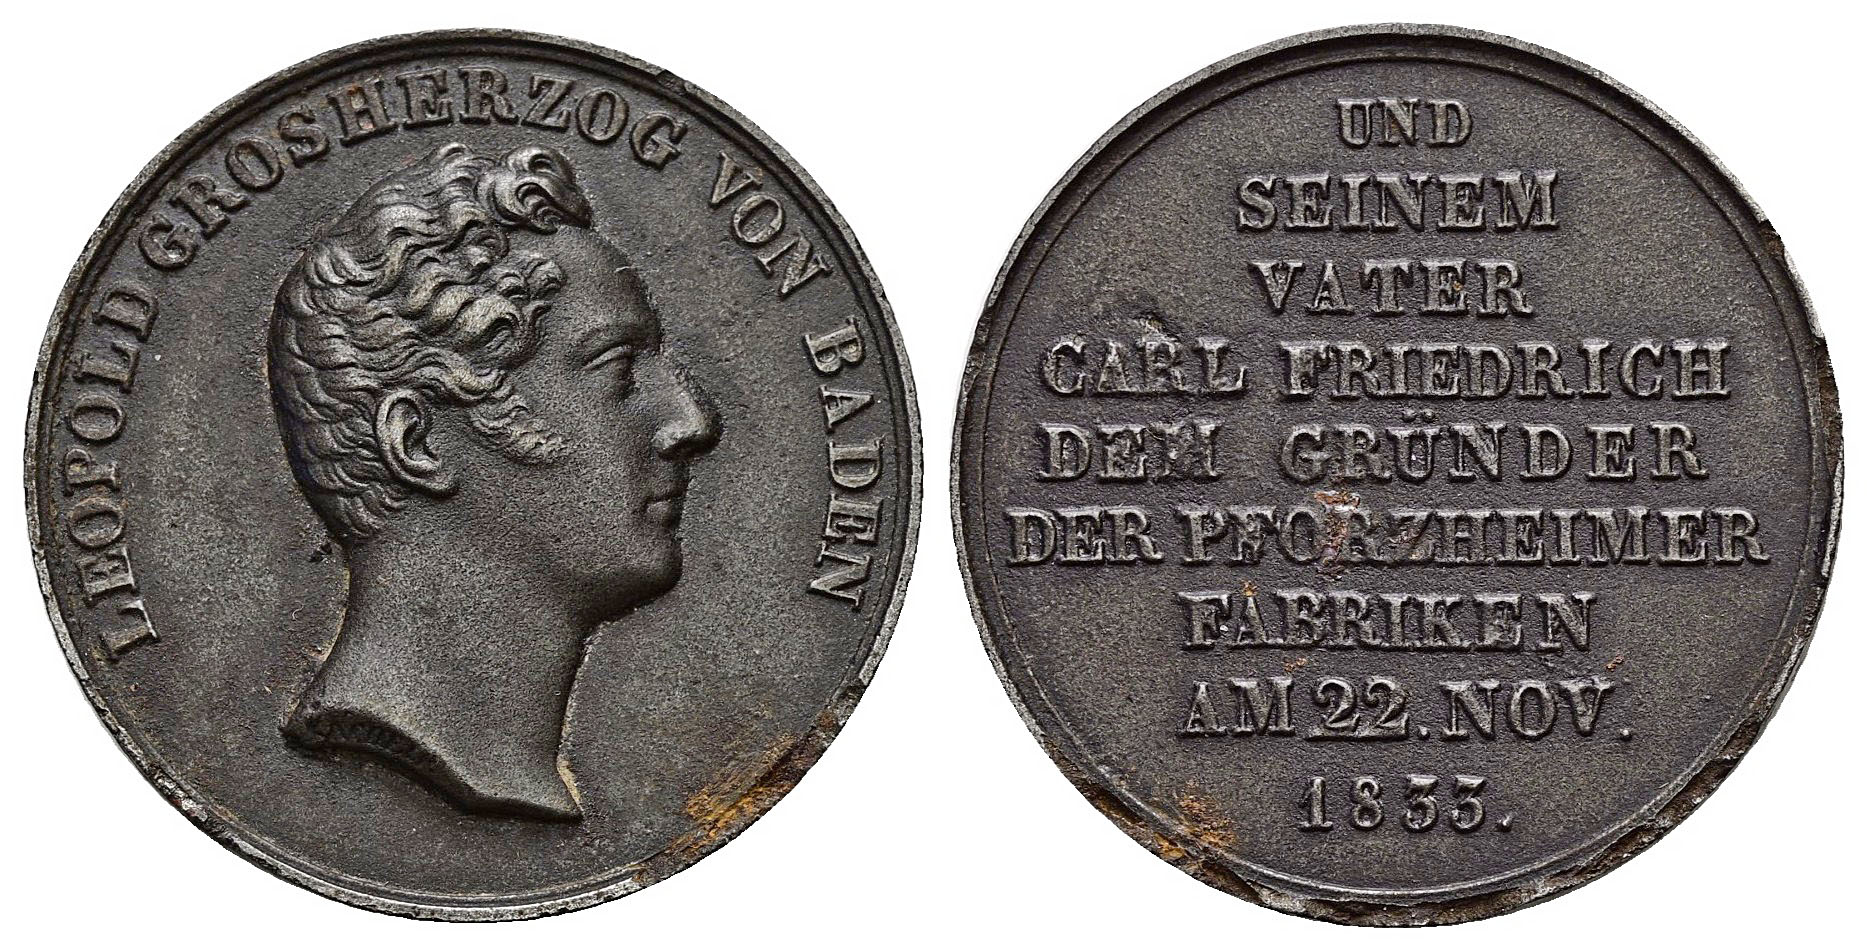 LEOPOLD GROSHERZOG VON BADEN
UND
SEINEM
VATER
CARL FRIEDRICH
DEM GRÜNDER
DER PFORZHEIMER
FABRIKEN
AM 22. NOV.
1833.